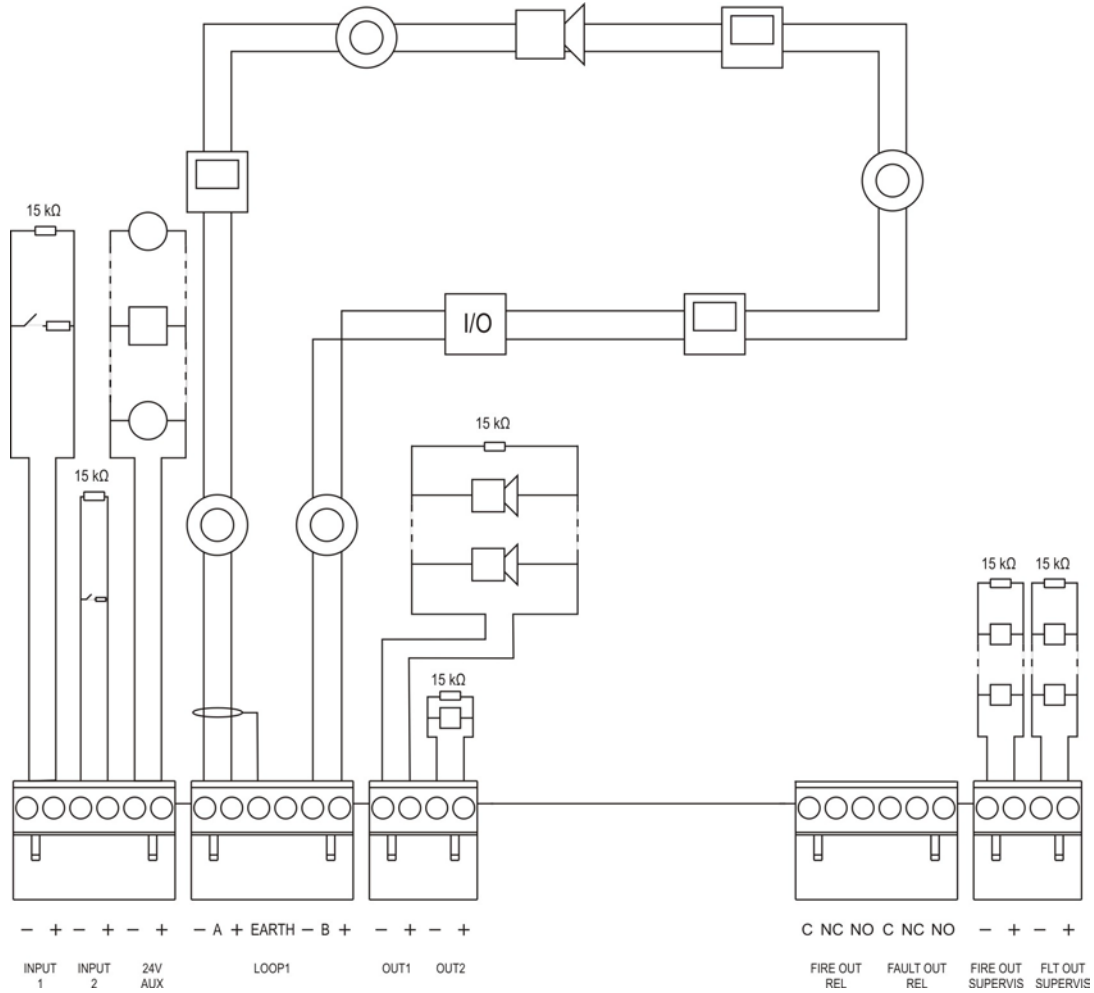 15 kΩ
I/O
15 kΩ
15 kΩ
15 kΩ 15 kΩ
15 kΩ
− + − + − + − A + EARTH − B + − + − + C NC NO C NC NO − + − +
INPUT 1 INPUT 2 24V AUX LOOP1 OUT1 OUT2 FIRE OUT REL FAULT OUT REL FIRE OUT SUPERVIS FLT OUT SUPERVIS